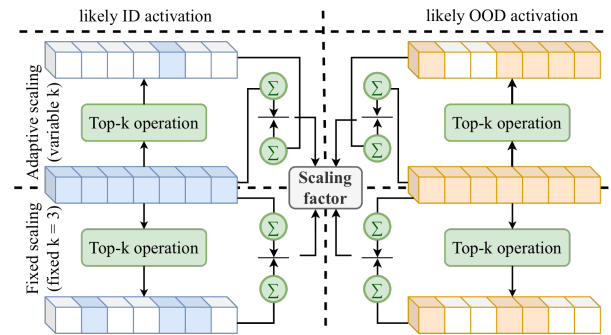 likely ID activation
likely OOD activation
Adaptive scaling
(variable k)
Σ
Σ
Top-k operation
Σ
Σ
Top-k operation
Scaling
factor
Fixed scaling
(fixed k = 3)
Σ
Σ
Top-k operation
Σ
Σ
Top-k operation